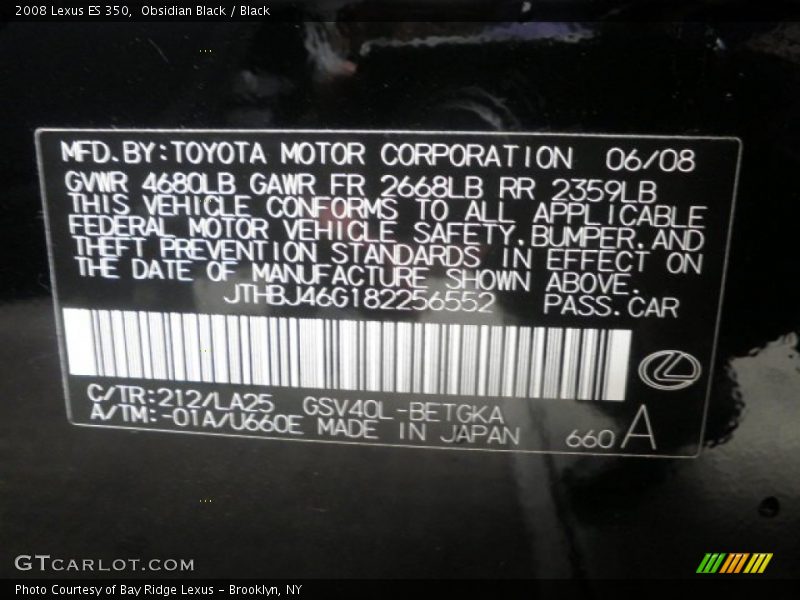 2008 Lexus ES 350, Obsidian Black / Black
MFD.BY:TOYOTA MOTOR CORPORATION 06/08
GVWR 4680LB GAWR FR 2668LB RR 2359LB
THIS VEHICLE CONFORMS TO ALL APPLICABLE
FEDERAL MOTOR VEHICLE SAFETY.BUMPER.AND
THEFT PREVENTION STANDARDS IN EFFECT ON
THE DATE OF MANUFACTURE SHOWN ABOVE.
JTHBJ46G182256552 PASS.CAR
C/TR:212/LA25 GSV40L-BETGKA
A/TM:-01A/U660E MADE IN JAPAN 660 A
GTCARLOT.COM
Photo Courtesy of Bay Ridge Lexus - Brooklyn, NY